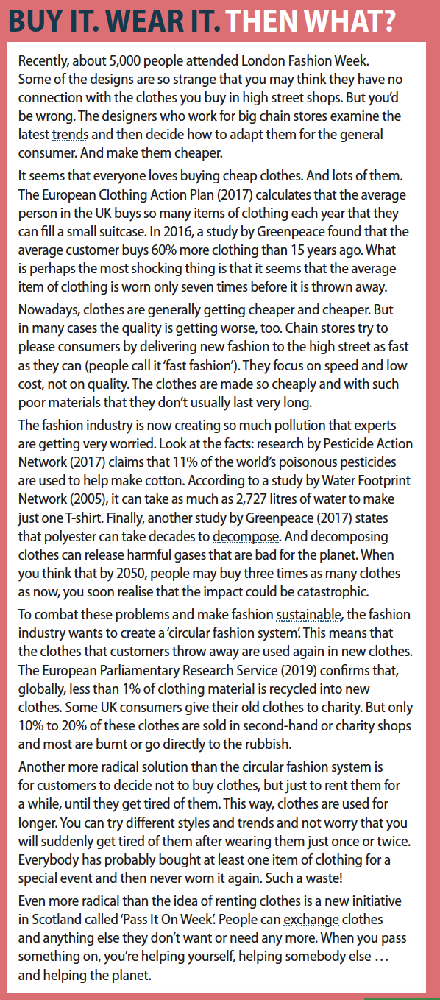 BUY IT. WEAR IT. THEN WHAT?
Recently, about 5,000 people attended London Fashion Week.
Some of the designs are so strange that you may think they have no
connection with the clothes you buy in high street shops. But you’d
be wrong. The designers who work for big chain stores examine the
latest trends and then decide how to adapt them for the general
consumer. And make them cheaper.
It seems that everyone loves buying cheap clothes. And lots of them.
The European Clothing Action Plan (2017) calculates that the average
person in the UK buys so many items of clothing each year that they
can fill a small suitcase. In 2016, a study by Greenpeace found that the
average customer buys 60% more clothing than 15 years ago. What
is perhaps the most shocking thing is that it seems that the average
item of clothing is worn only seven times before it is thrown away.
Nowadays, clothes are generally getting cheaper and cheaper. But
in many cases the quality is getting worse, too. Chain stores try to
please consumers by delivering new fashion to the high street as fast
as they can (people call it ‘fast fashion’). They focus on speed and low
cost, not on quality. The clothes are made so cheaply and with such
poor materials that they don’t usually last very long.
The fashion industry is now creating so much pollution that experts
are getting very worried. Look at the facts: research by Pesticide Action
Network (2017) claims that 11% of the world’s poisonous pesticides
are used to help make cotton. According to a study by Water Footprint
Network (2005), it can take as much as 2,727 litres of water to make
just one T-shirt. Finally, another study by Greenpeace (2017) states
that polyester can take decades to decompose. And decomposing
clothes can release harmful gases that are bad for the planet. When
you think that by 2050, people may buy three times as many clothes
as now, you soon realise that the impact could be catastrophic.
To combat these problems and make fashion sustainable, the fashion
industry wants to create a ‘circular fashion system’. This means that
the clothes that customers throw away are used again in new clothes.
The European Parliamentary Research Service (2019) confirms that,
globally, less than 1% of clothing material is recycled into new
clothes. Some UK consumers give their old clothes to charity. But only
10% to 20% of these clothes are sold in second-hand or charity shops
and most are burnt or go directly to the rubbish.
Another more radical solution than the circular fashion system is
for customers to decide not to buy clothes, but just to rent them for
a while, until they get tired of them. This way, clothes are used for
longer. You can try different styles and trends and not worry that you
will suddenly get tired of them after wearing them just once or twice.
Everybody has probably bought at least one item of clothing for a
special event and then never worn it again. Such a waste!
Even more radical than the idea of renting clothes is a new initiative
in Scotland called ‘Pass It On Week’. People can exchange clothes
and anything else they don’t want or need any more. When you pass
something on, you’re helping yourself, helping somebody else …
and helping the planet.